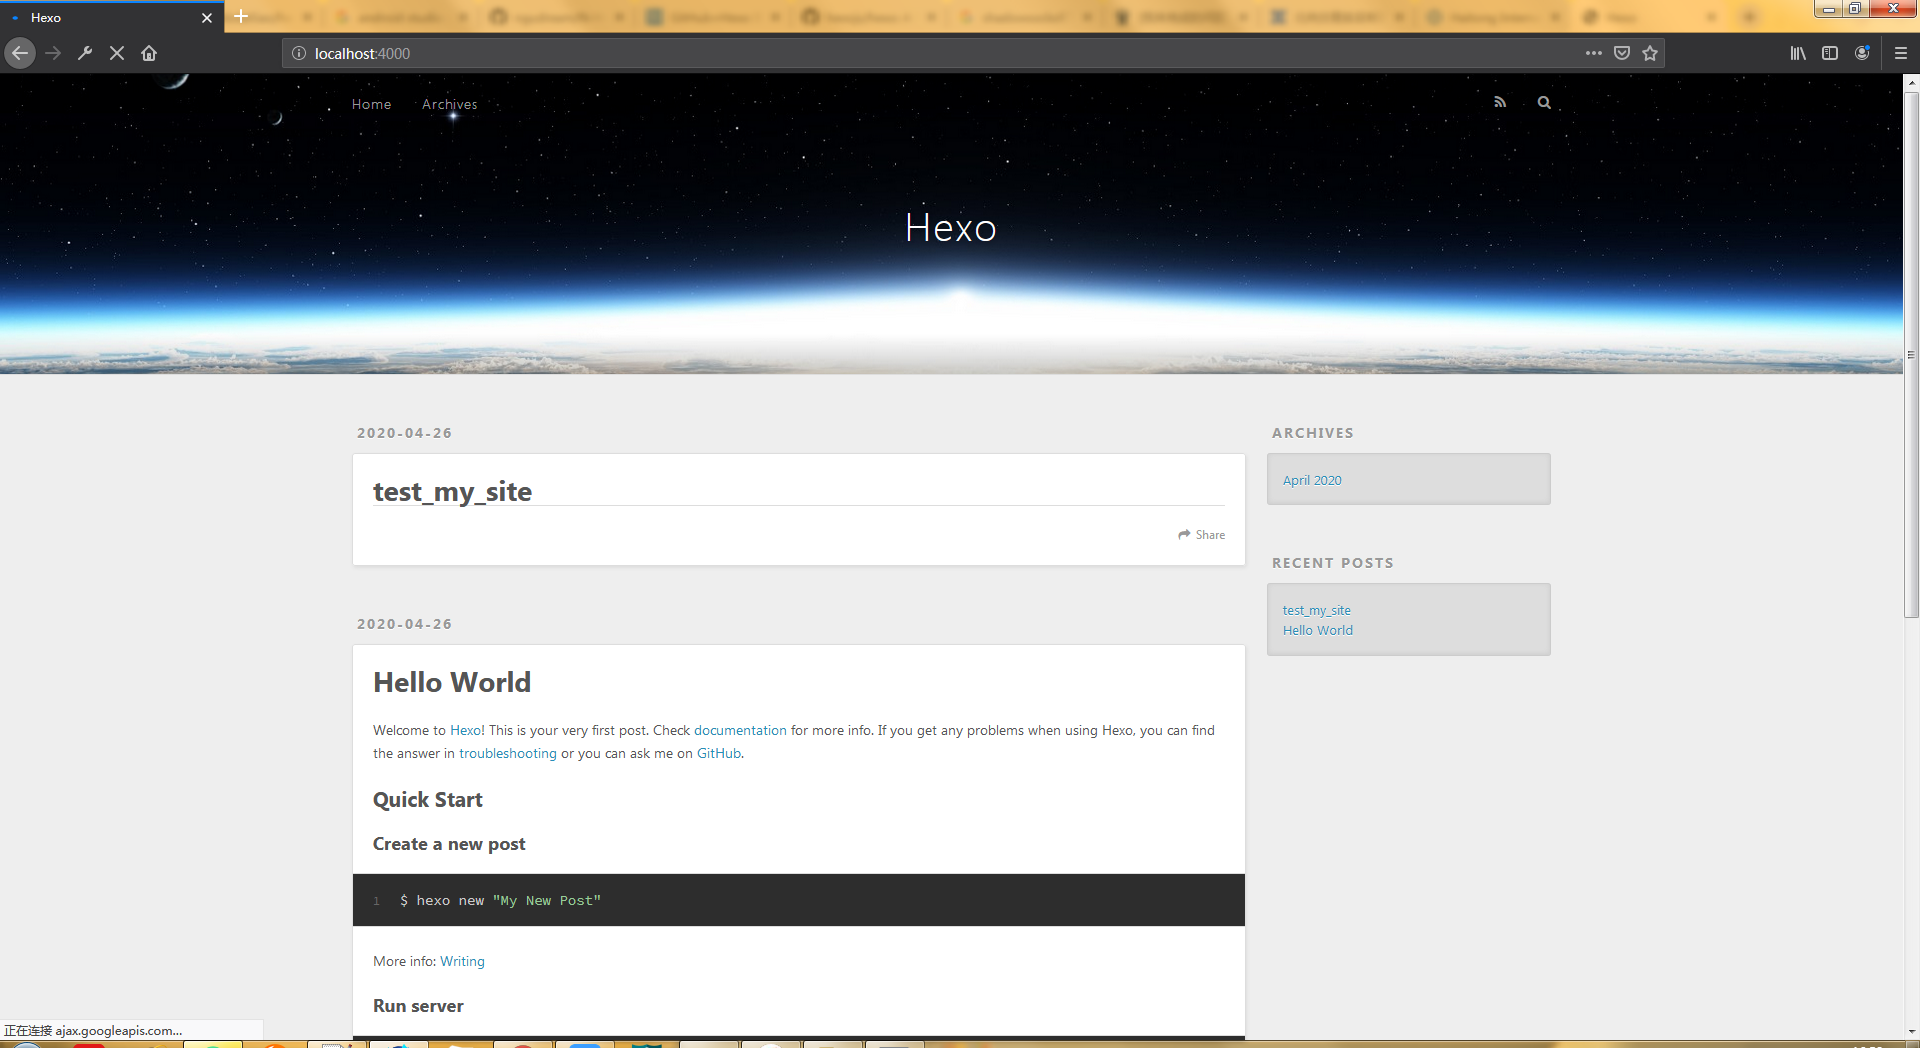 Hexo
localhost:4000
Home
Archives
Hexo
2020-04-26
test_my_site
Share
2020-04-26
Hello World
Welcome to Hexo! This is your very first post. Check documentation for more info. If you get any problems when using Hexo, you can find
the answer in troubleshooting or you can ask me on GitHub.
Quick Start
Create a new post
1 $ hexo new "My New Post"
More info: Writing
Run server
ARCHIVES
April 2020
RECENT POSTS
test_my_site
Hello World
正在连接 ajax.googleapis.com...